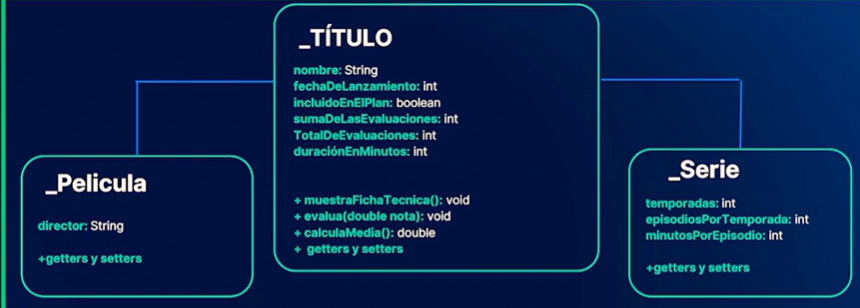 _TÍTULO
nombre: String
fechaDeLanzamiento: int
incluidoEnElPlan: boolean
sumaDeLasEvaluaciones: int
TotalDeEvaluaciones: int
duraciónEnMinutos: int
+ muestraFichaTecnica(): void
+ evalua(double nota): void
+ calculaMedia(): double
+ getters y setters
_Pelicula
director: String
+getters y setters
_Serie
temporadas: int
episodiosPorTemporada: int
minutosPorEpisodio: int
+getters y setters